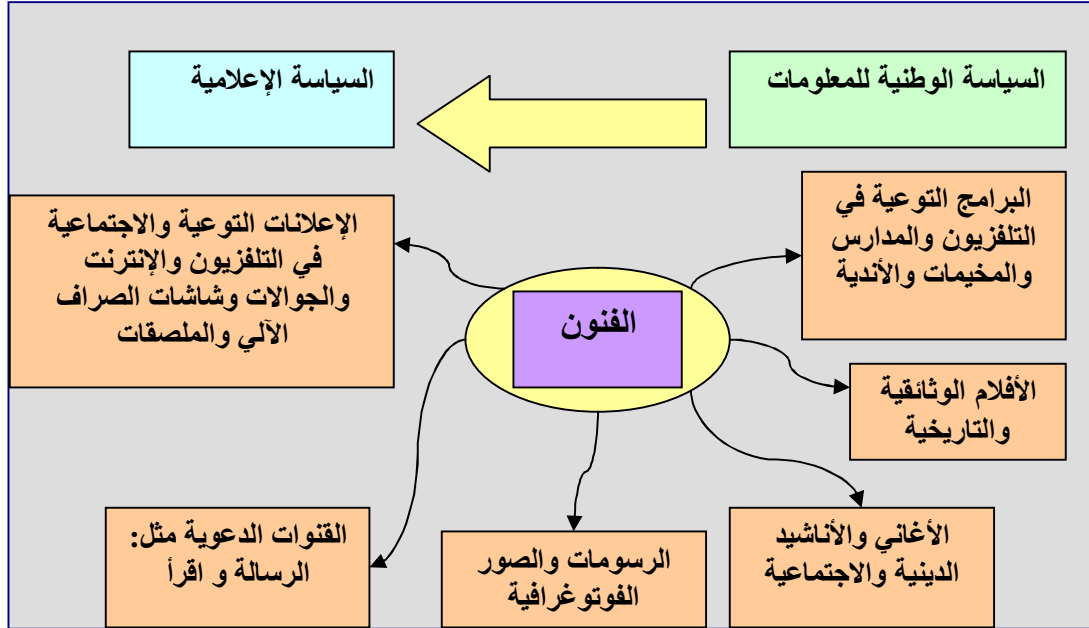 السياسة الوطنية للمعلومات
السياسة الإعلامية
البرامج التوعية في
التلفزيون والمدارس
والمخيمات والأندية
الإعلانات التوعية والاجتماعية
في التلفزيون والإنترنت
والجوالات وشاشات الصراف
الآلي والملصقات
الفنون
الأفلام الوثائقية
والتاريخية
الأغاني والأناشيد
الدينية والاجتماعية
الرسومات والصور
الفوتوغرافية
القنوات الدعوية مثل:
الرسالة و اقرأ